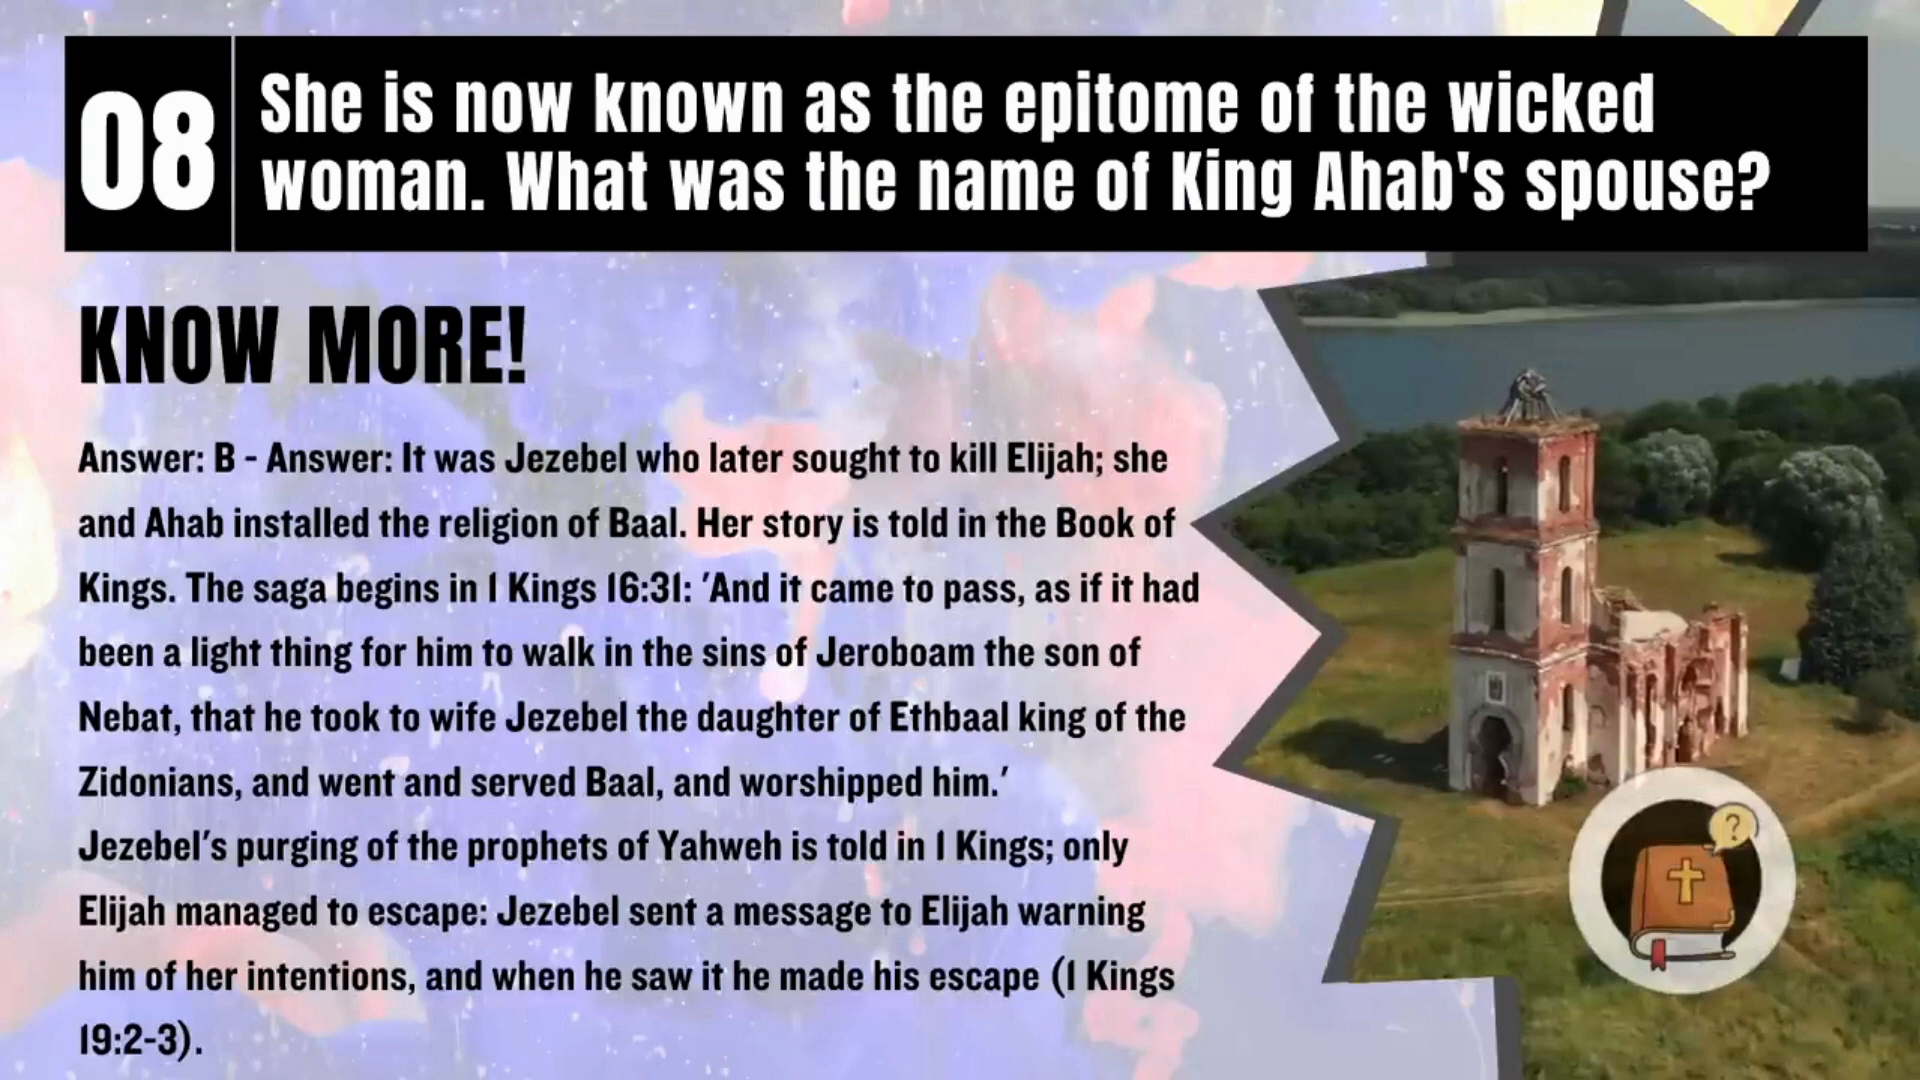 08
She is now known as the epitome of the wicked
woman. What was the name of King Ahab's spouse?
KNOW MORE!
Answer: B - Answer: It was Jezebel who later sought to kill Elijah; she
and Ahab installed the religion of Baal. Her story is told in the Book of
Kings. The saga begins in 1 Kings 16:31: 'And it came to pass, as if it had
been a light thing for him to walk in the sins of Jeroboam the son of
Nebat, that he took to wife Jezebel the daughter of Ethbaal king of the
Zidonians, and went and served Baal, and worshipped him.'
Jezebel's purging of the prophets of Yahweh is told in 1 Kings; only
Elijah managed to escape: Jezebel sent a message to Elijah warning
him of her intentions, and when he saw it he made his escape (1 Kings
19:2-3).
?